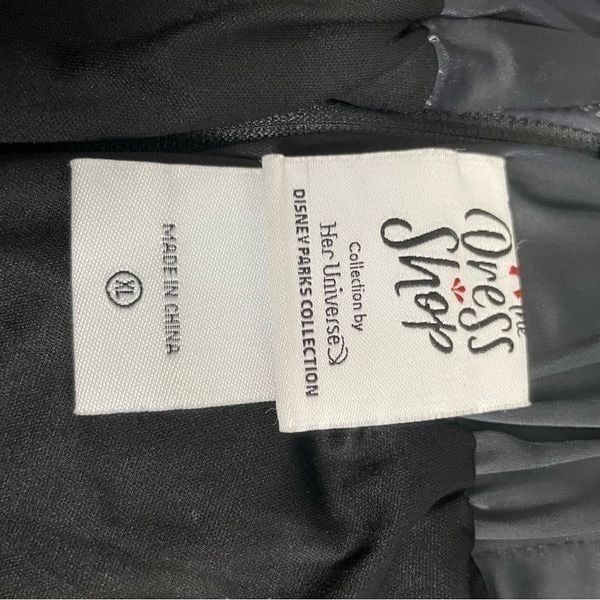 The
Dress
Shop
Collection by
Her Universe
DISNEY PARKS COLLECTION
MADE IN CHINA
XL